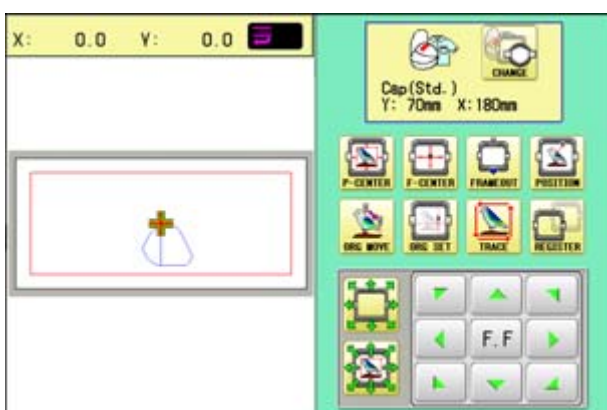 X: 0.0 Y: 0.0
CHANGE
Cap(Std.)
Y: 70mm X:180mm
P-CENTER F-CENTER FRAMEOUT POSITION
ORG MOVE ORG SET TRACE REGISTER
F.F